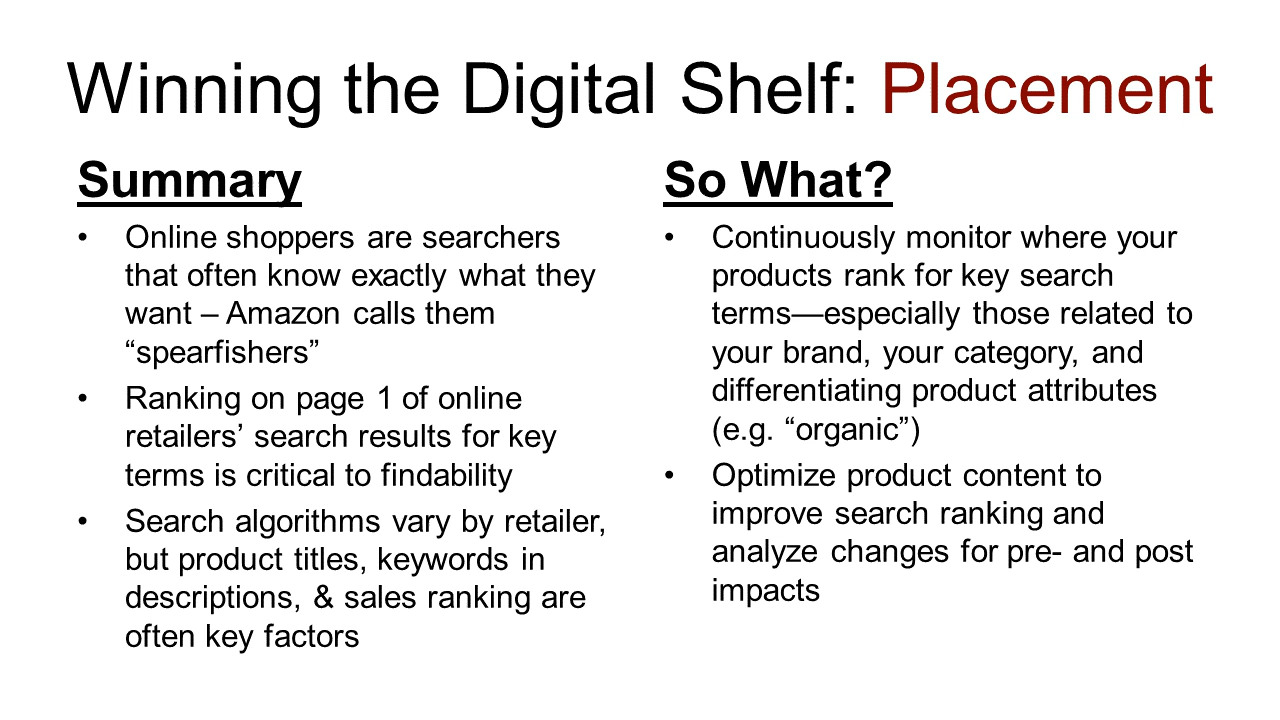 Winning the Digital Shelf: Placement
Summary
• Online shoppers are searchers
that often know exactly what they
want – Amazon calls them
“spearfishers”
• Ranking on page 1 of online
retailers’ search results for key
terms is critical to findability
• Search algorithms vary by retailer,
but product titles, keywords in
descriptions, & sales ranking are
often key factors
So What?
• Continuously monitor where your
products rank for key search
terms—especially those related to
your brand, your category, and
differentiating product attributes
(e.g. “organic”)
• Optimize product content to
improve search ranking and
analyze changes for pre- and post
impacts